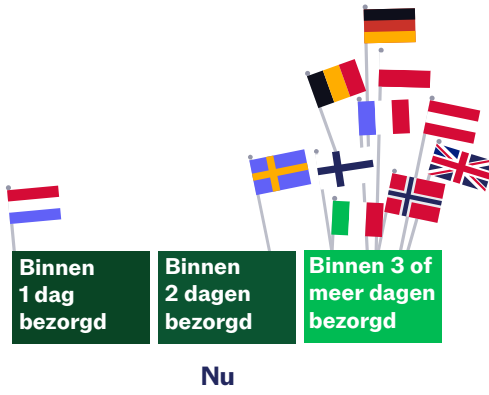 Binnen
1 dag
bezorgd
Binnen
2 dagen
bezorgd
Binnen 3 of
meer dagen
bezorgd
Nu